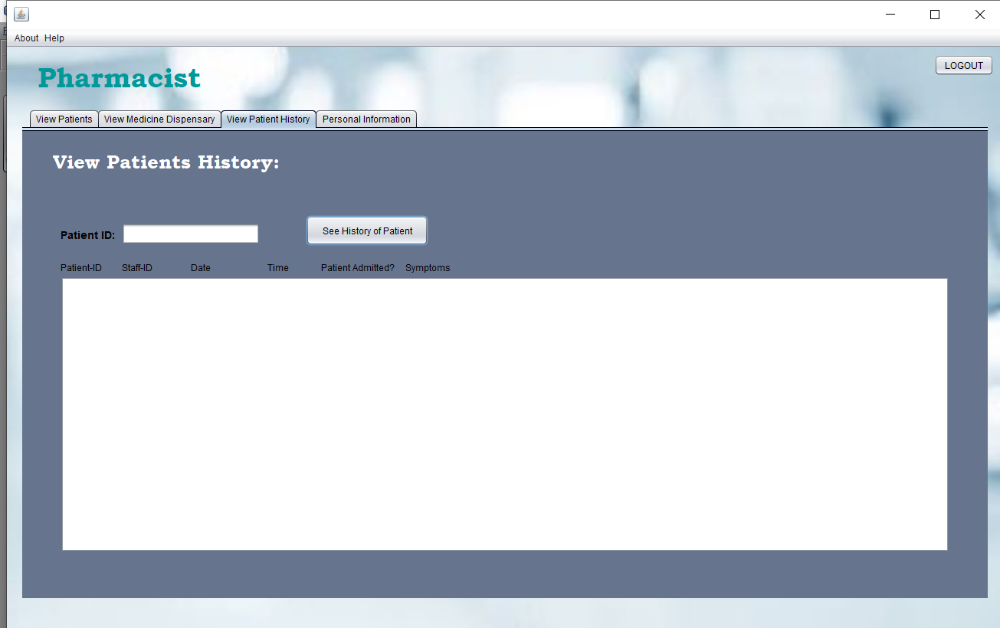 About Help
Pharmacist
LOGOUT
View Patients View Medicine Dispensary View Patient History Personal Information
View Patients History:
Patient ID: See History of Patient
Patient-ID Staff-ID Date Time Patient Admitted? Symptoms